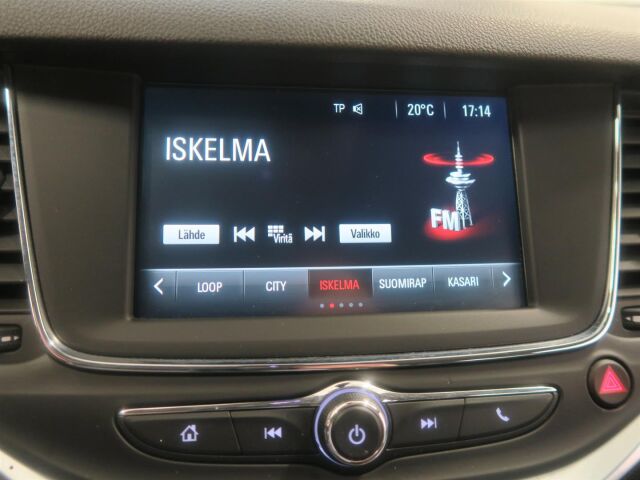 TP 20°C 17:14
ISKELMA
FM
Lähde Viritä Valikko
LOOP CITY ISKELMA SUOMIRAP KASARI